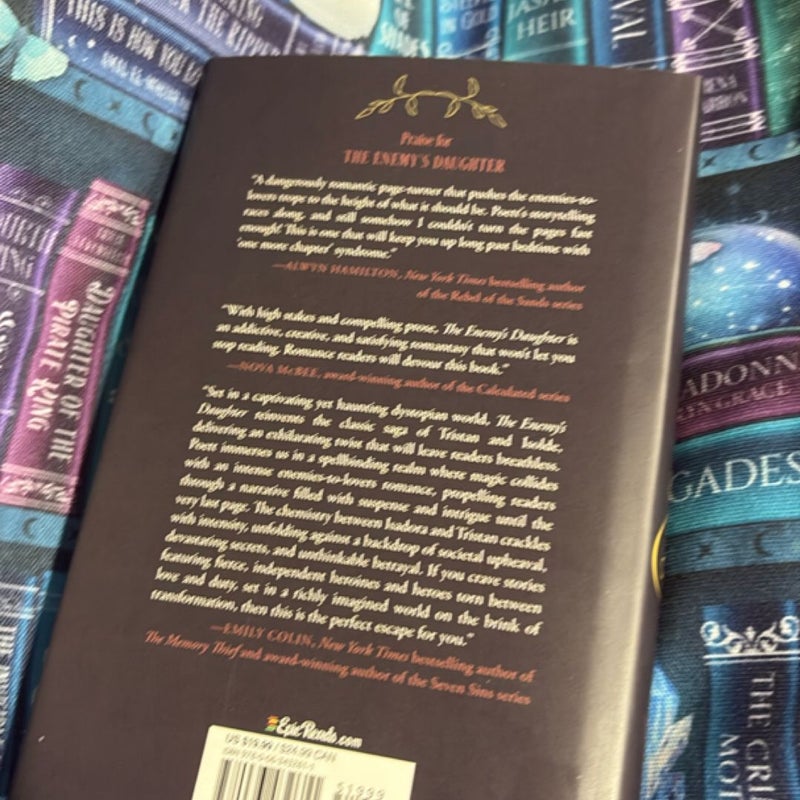 Praise for
THE ENEMY'S DAUGHTER
"A dangerously romantic page-turner that pushes the enemies-to-
lovers trope to the height of what it should be. Poett's storytelling
races along, and still somehow I couldn't turn the pages fast
enough! This is one that will keep you up long past bedtime with
'one more chapter' syndrome."
—ALWYN HAMILTON, New York Times bestselling author
of the Rebel of the Sands series
"With high stakes and compelling prose, The Enemy's Daughter is
an addictive, creative, and satisfying romantasy that won't let you
stop reading. Romance readers will devour this book."
—NOVA McBEE, award-winning author of the Calculated series
"Set in a captivating yet haunting dystopian world, The Enemy's
Daughter reinvents the classic saga of Tristan and Isolde,
delivering an exhilarating twist that will leave readers breathless.
Poett immerses us in a spellbinding realm where magic collides
with an intense enemies-to-lovers romance, propelling readers
through a narrative filled with suspense and intrigue until the
very last page. The chemistry between Isadora and Tristan crackles
with intensity, unfolding against a backdrop of societal upheaval,
devastating secrets, and unthinkable betrayal. If you crave stories
featuring fierce, independent heroines and heroes torn between
love and duty, set in a richly imagined world on the brink of
transformation, then this is the perfect escape for you."
—EMILY COLIN, New York Times bestselling author of
The Memory Thief and award-winning author of the Seven Sins series
EpicReads.com
US $19.99 / $24.99 CAN
51999
THIS IS HOW YOU LO
THE RIPPER
IN GOLD
HEIR
VAL
DAUGHTER OF THE
PIRATE KING
ADONN
GRACE
GADES
THE CRI
MOT